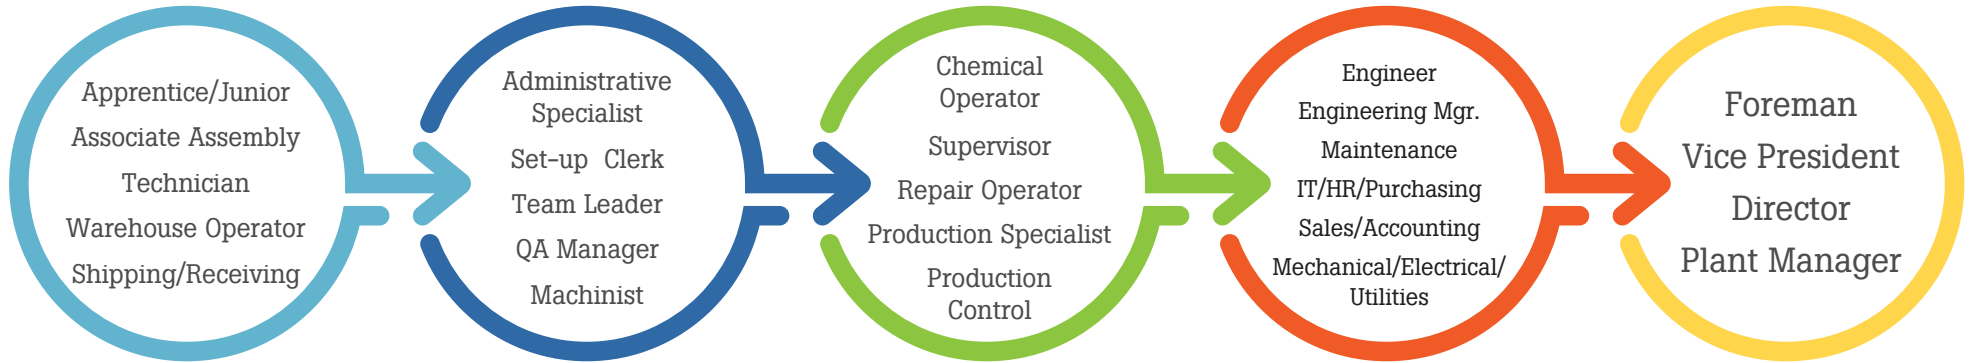 Apprentice/Junior
Associate Assembly
Technician
Warehouse Operator
Shipping/Receiving
Administrative
Specialist
Set-up Clerk
Team Leader
QA Manager
Machinist
Chemical
Operator
Supervisor
Repair Operator
Production Specialist
Production
Control
Engineer
Engineering Mgr.
Maintenance
IT/HR/Purchasing
Sales/Accounting
Mechanical/Electrical/
Utilities
Foreman
Vice President
Director
Plant Manager